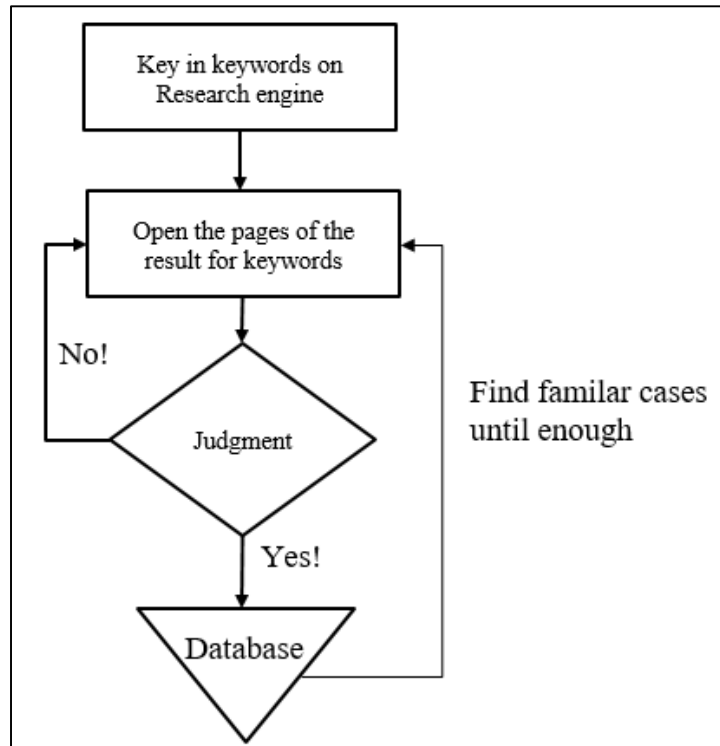 Key in keywords on
Research engine
Open the pages of the
result for keywords
No!
Judgment
Find familar cases
until enough
Yes!
Database